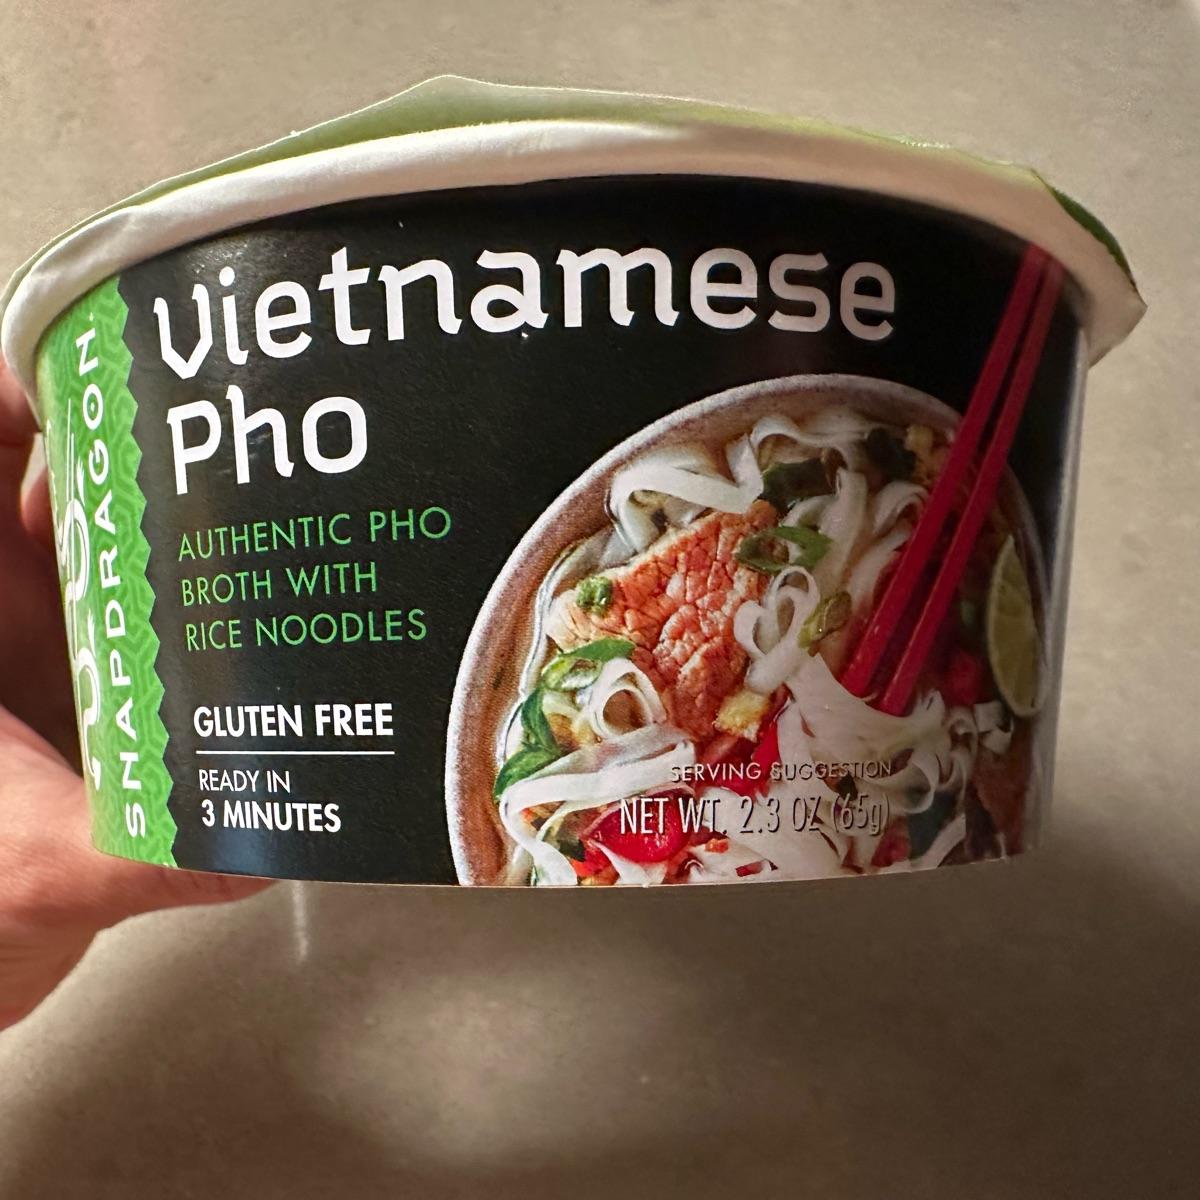 Vietnamese
Pho
AUTHENTIC PHO
BROTH WITH
RICE NOODLES
GLUTEN FREE
READY IN
3 MINUTES
SNAPDRAGON
SERVING SUGGESTION
NET WT. 2.3 OZ (65g)